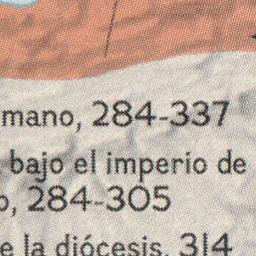 mano, 284-337
bajo el imperio de
o, 284-305
e la diócesis, 314